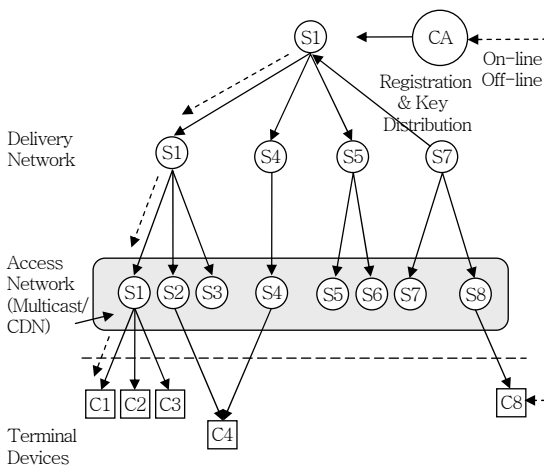 S1
CA
On-line
Off-line
Registration
& Key
Distribution
Delivery
Network
S1
S4
S5
S7
Access
Network
(Multicast/
CDN)
S1
S2
S3
S4
S5
S6
S7
S8
C1
C2
C3
C4
C8
Terminal
Devices